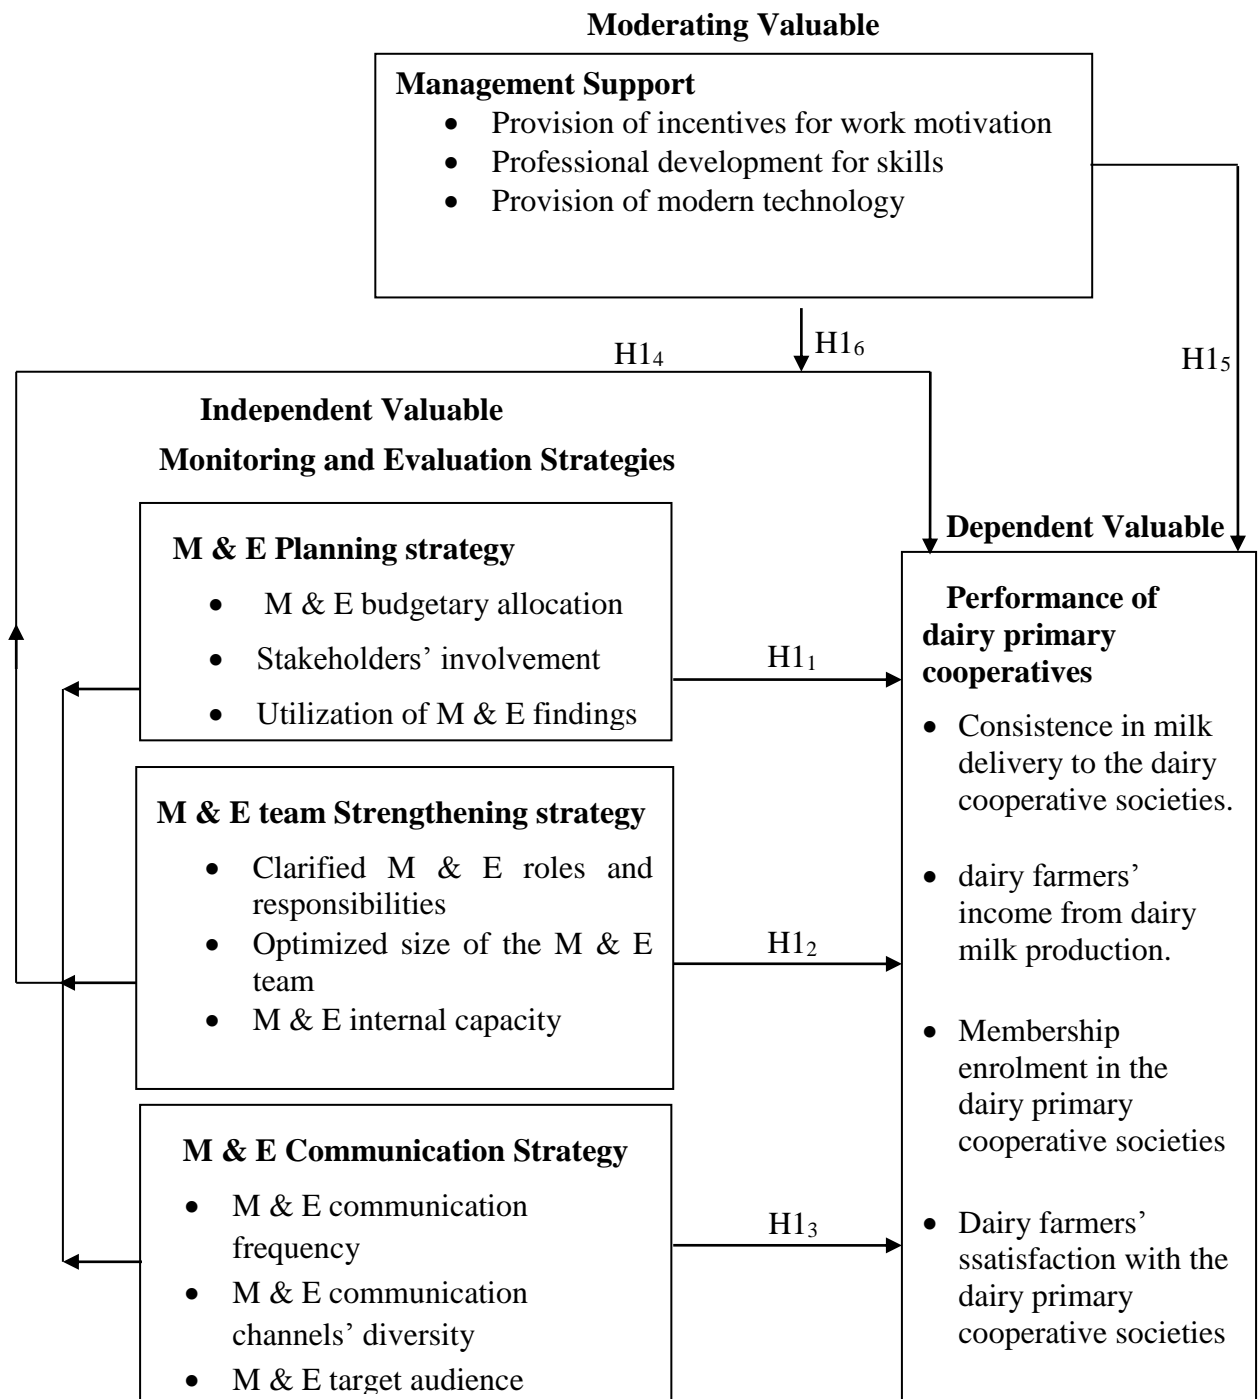 Moderating Valuable
Management Support
• Provision of incentives for work motivation
• Professional development for skills
• Provision of modern technology
H1₆
H1₄
H1₅
Independent Valuable
Monitoring and Evaluation Strategies
M & E Planning strategy
• M & E budgetary allocation
• Stakeholders’ involvement
• Utilization of M & E findings
H1₁
M & E team Strengthening strategy
• Clarified M & E roles and
responsibilities
• Optimized size of the M & E
team
• M & E internal capacity
H1₂
M & E Communication Strategy
• M & E communication
frequency
• M & E communication
channels’ diversity
• M & E target audience
H1₃
Dependent Valuable
Performance of
dairy primary
cooperatives
• Consistence in milk
delivery to the dairy
cooperative societies.
• dairy farmers’
income from dairy
milk production.
• Membership
enrolment in the
dairy primary
cooperative societies
• Dairy farmers’
ssatisfaction with the
dairy primary
cooperative societies